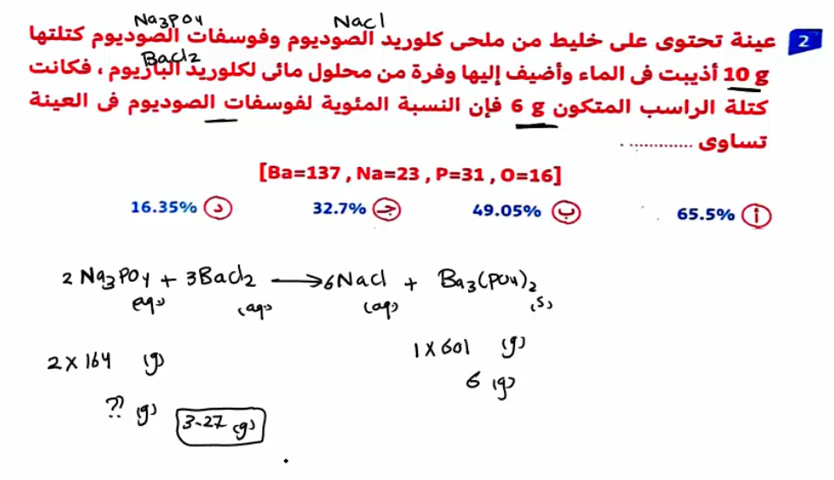 Na3PO4 NaCl
2 عينة تحتوى على خليط من ملحى كلوريد الصوديوم وفوسفات الصوديوم كتلتها
BaCl2
10 g أذيبت فى الماء وأضيف إليها وفرة من محلول مائى لكلوريد الباريوم ، فكانت
كتلة الراسب المتكون 6 g فإن النسبة المئوية لفوسفات الصوديوم فى العينة
تساوى ............. .
[Ba=137 , Na=23 , P=31 , O=16]
أ 65.5% ب 49.05% جـ 32.7% د 16.35%
2 Na3PO4 + 3BaCl2 → 6NaCl + Ba3(PO4)2
(aq) (aq) (aq) (s)
2 × 164 (g) 1 × 601 (g)
?? (g) 3.27 (g) 6 (g)